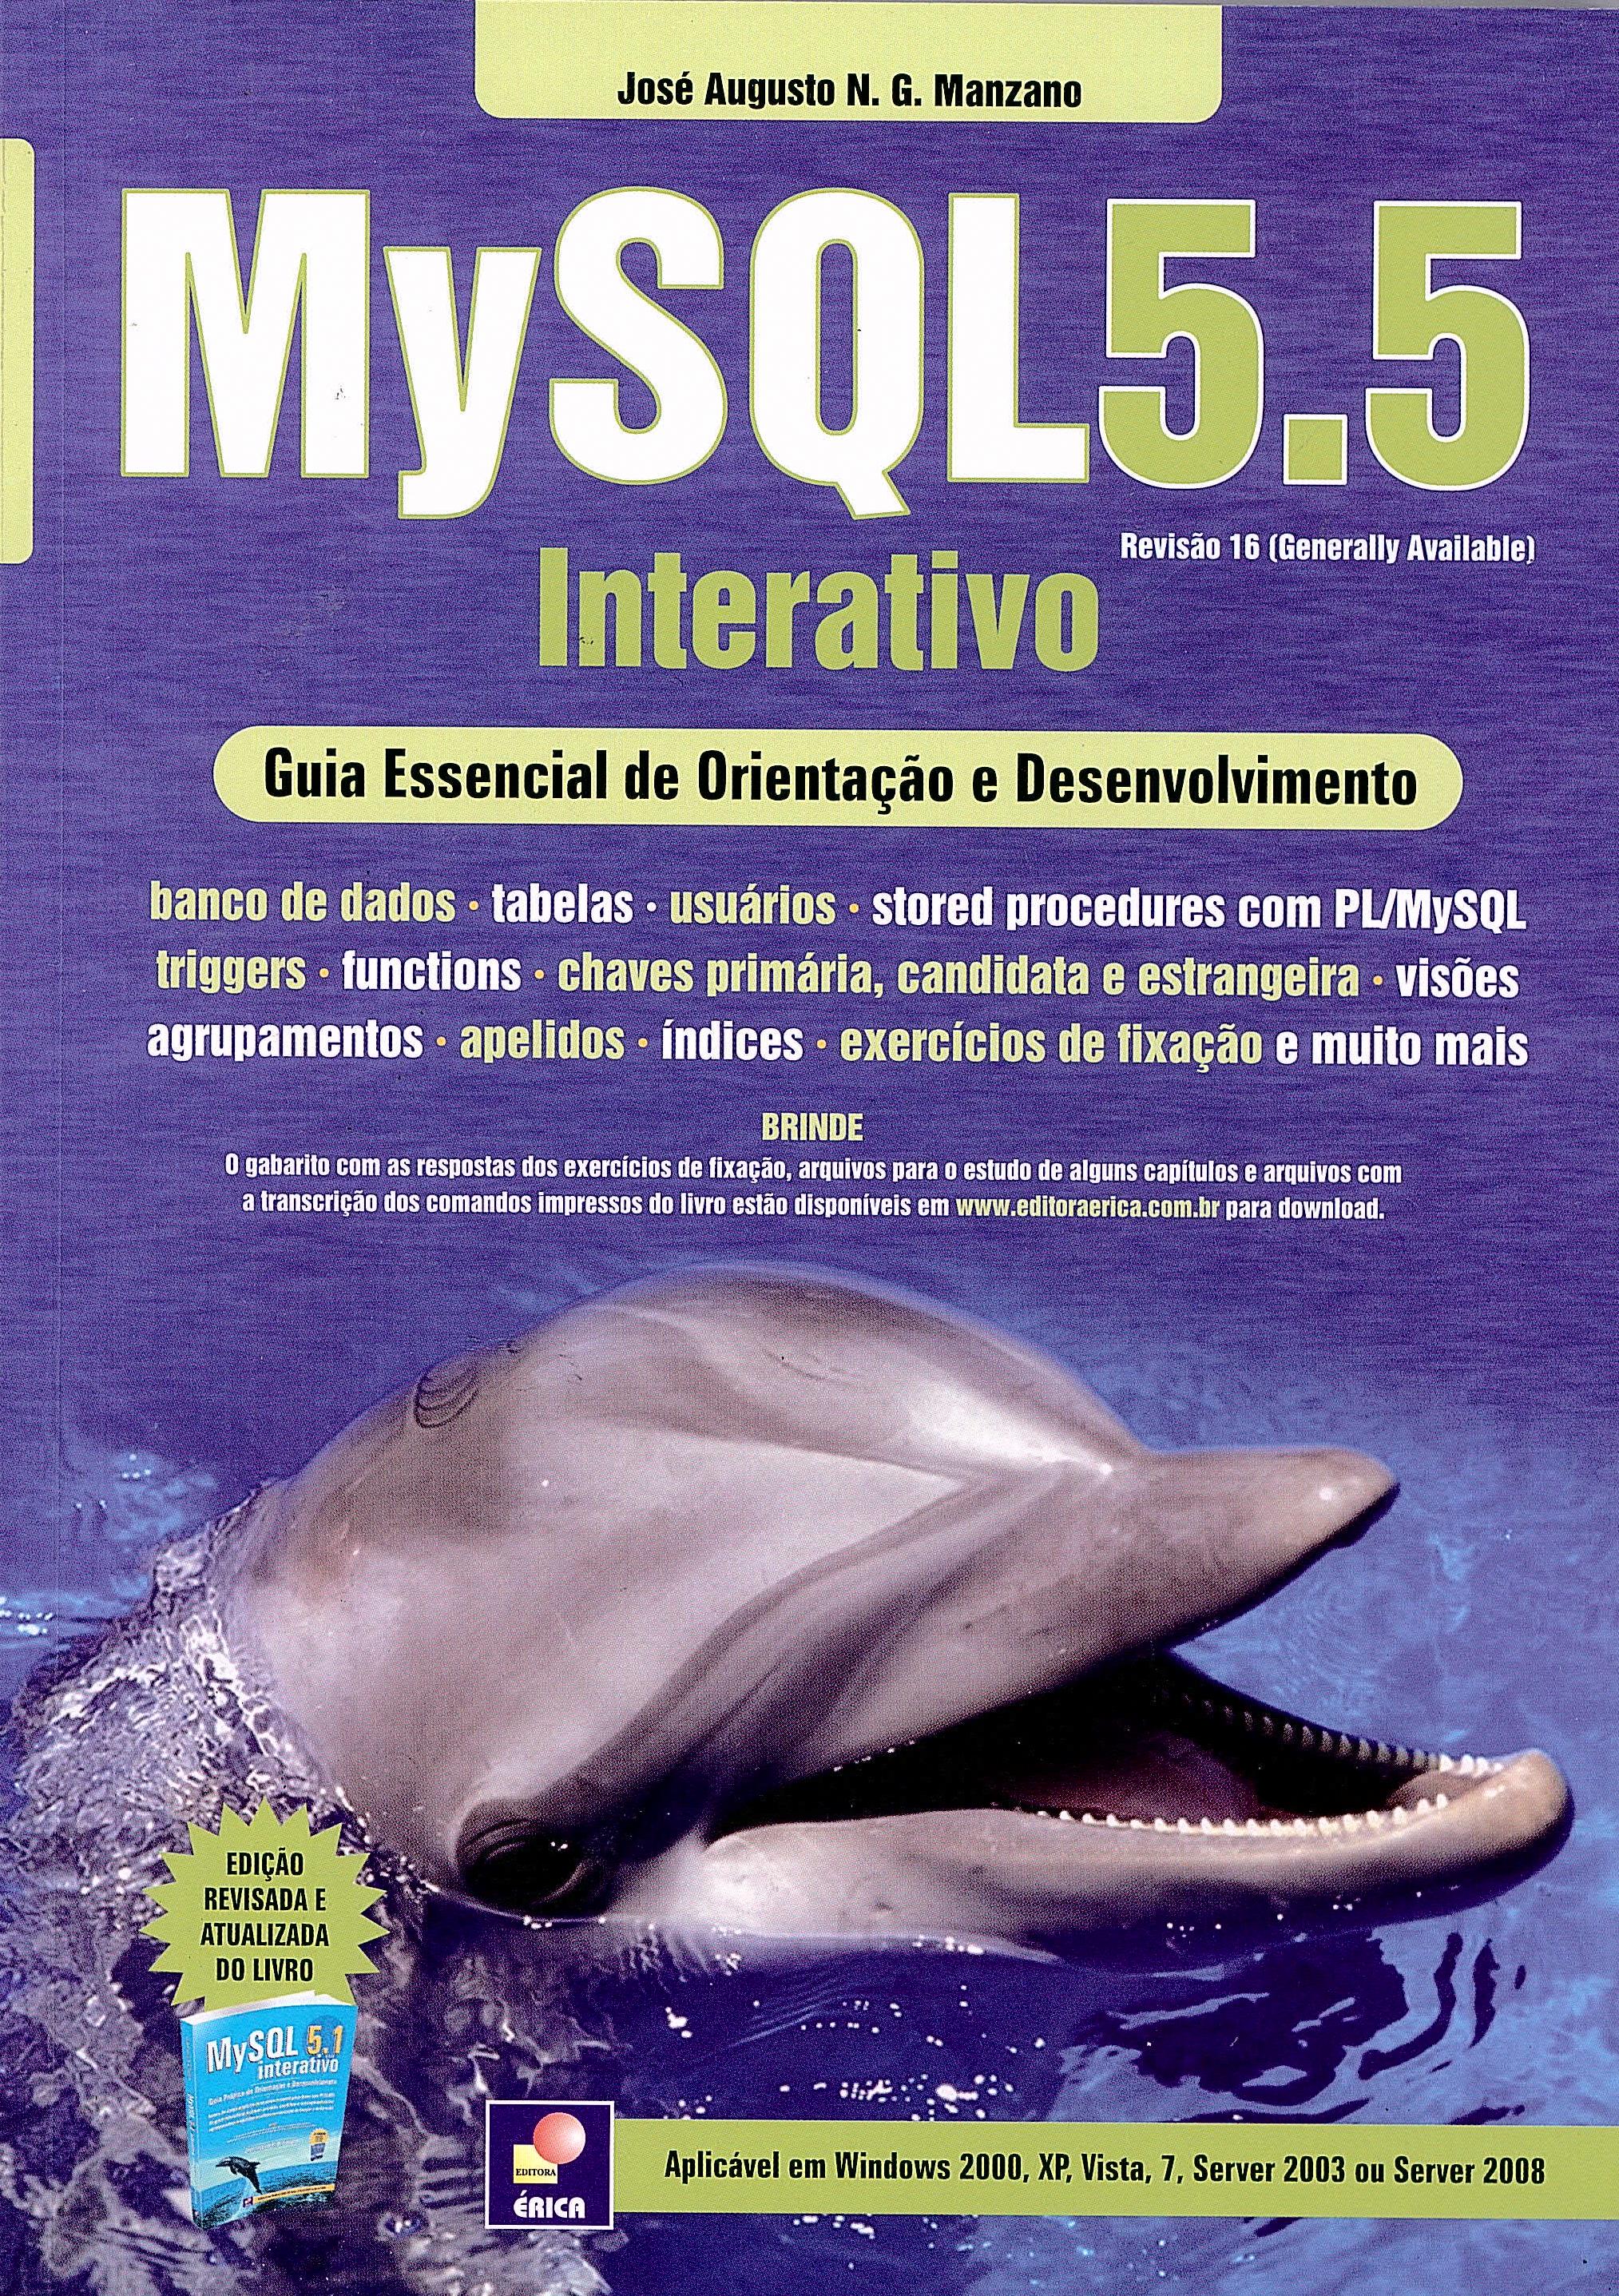 José Augusto N. G. Manzano
MySQL5.5
Revisão 16 (Generally Available)
Interativo
Guia Essencial de Orientação e Desenvolvimento
banco de dados · tabelas · usuários · stored procedures com PL/MySQL
triggers · functions · chaves primária, candidata e estrangeira · visões
agrupamentos · apelidos · índices · exercícios de fixação e muito mais
BRINDE
O gabarito com as respostas dos exercícios de fixação, arquivos para o estudo de alguns capítulos e arquivos com
a transcrição dos comandos impressos do livro estão disponíveis em www.editoraerica.com.br para download.
EDIÇÃO
REVISADA E
ATUALIZADA
DO LIVRO
MySQL 5.1
interativo
Guia Prático de Orientação e Desenvolvimento
EDITORA
ÉRICA
Aplicável em Windows 2000, XP, Vista, 7, Server 2003 ou Server 2008